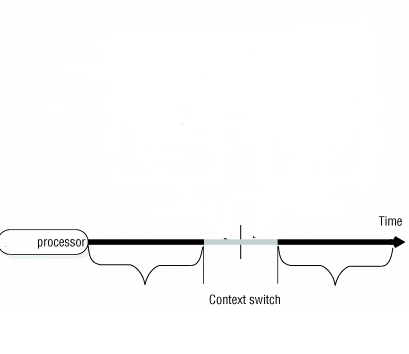 Time
processor
Context switch